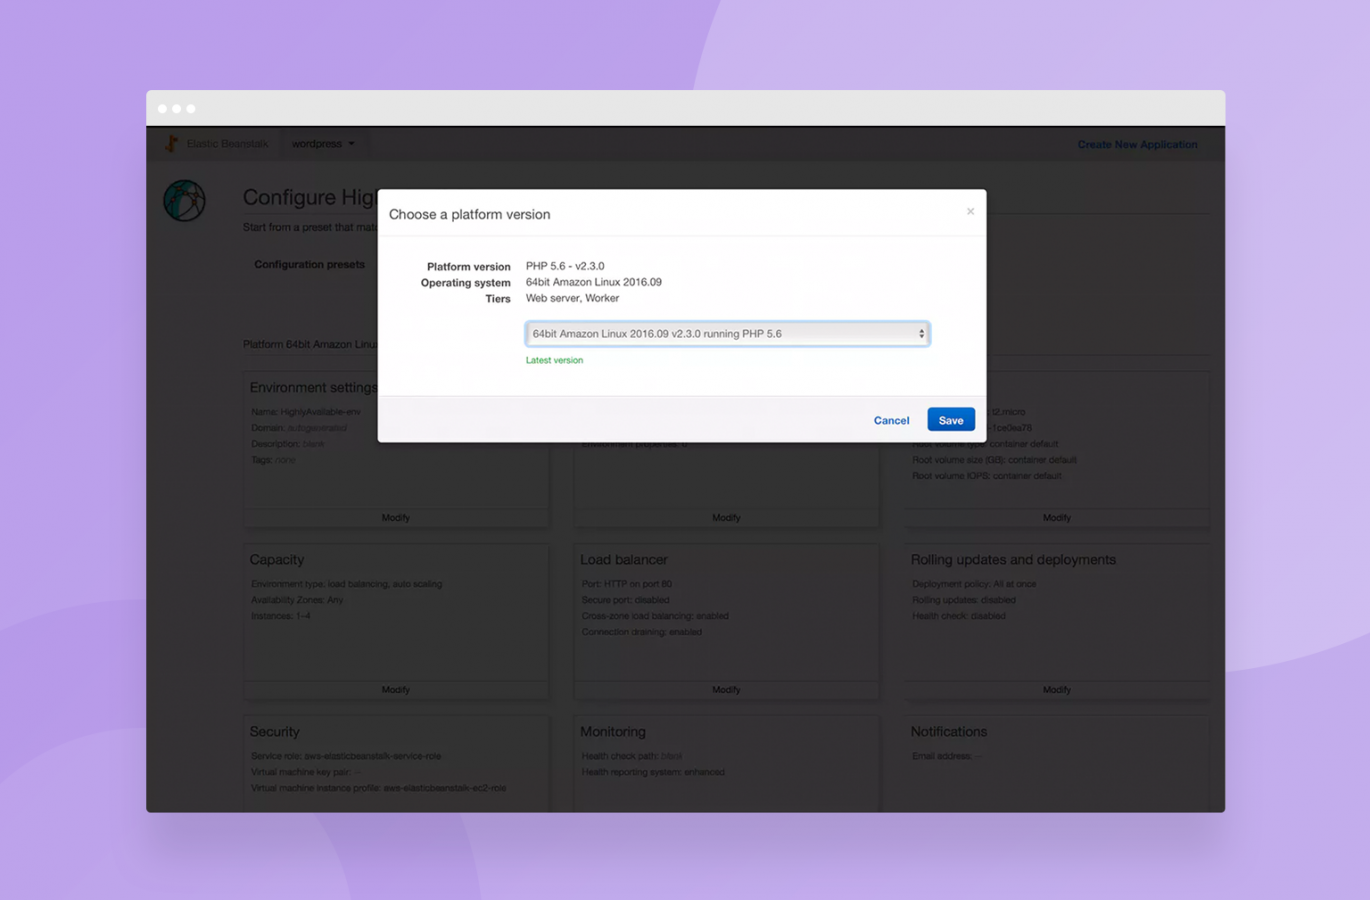 Elastic Beanstalk wordpress Create New Application
Configure Hig
Start from a preset that mat
Configuration presets
Choose a platform version
×
Platform version PHP 5.6 - v2.3.0
Operating system 64bit Amazon Linux 2016.09
Tiers Web server, Worker
64bit Amazon Linux 2016.09 v2.3.0 running PHP 5.6
Latest version
Cancel Save
Platform 64bit Amazon Linu
Environment settings
Name: HighlyAvailable-env
Domain: autogenerated
Description: blank
Tags: none
Modify
Environment properties: 0
Modify
t2.micro
-1ce0ea78
Root volume type: container default
Root volume size (GB): container default
Root volume IOPS: container default
Modify
Capacity
Environment type: load balancing, auto scaling
Availability Zones: Any
Instances: 1–4
Modify
Load balancer
Port: HTTP on port 80
Secure port: disabled
Cross-zone load balancing: enabled
Connection draining: enabled
Modify
Rolling updates and deployments
Deployment policy: All at once
Rolling updates: disabled
Health check: disabled
Modify
Security
Service role: aws-elasticbeanstalk-service-role
Virtual machine key pair: --
Virtual machine instance profile: aws-elasticbeanstalk-ec2-role
Monitoring
Health check path: blank
Health reporting system: enhanced
Notifications
Email address: --